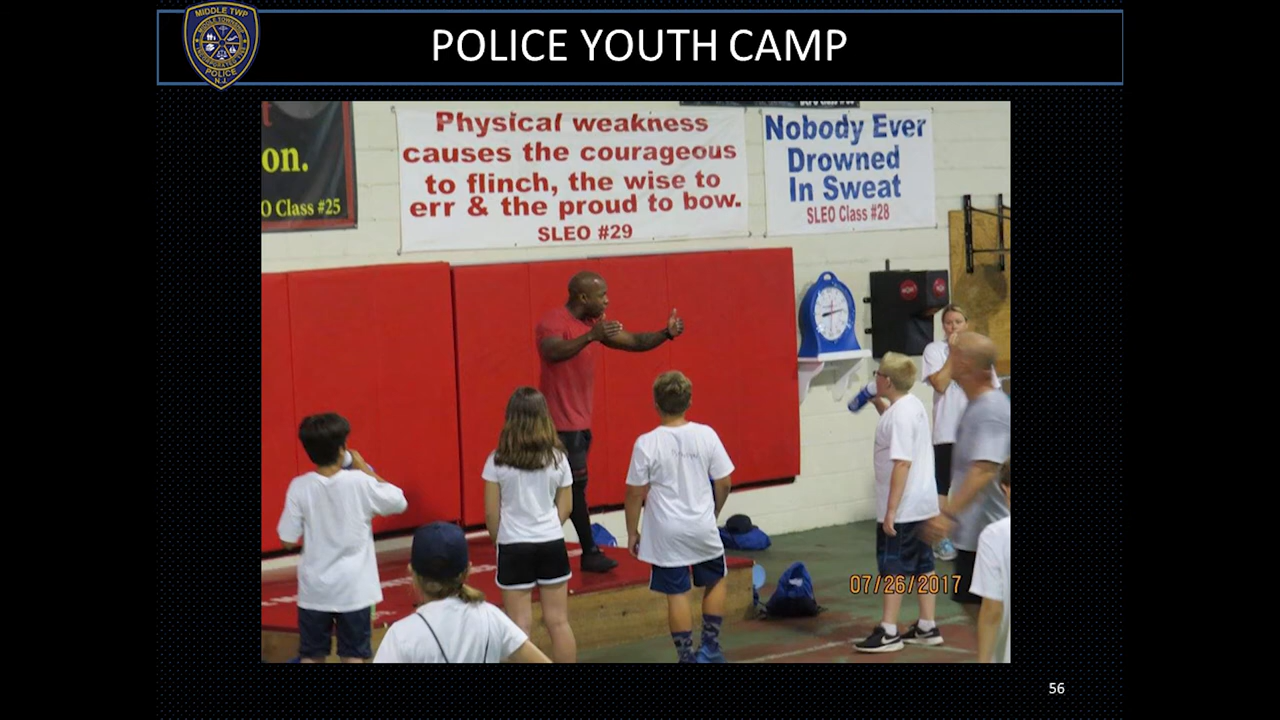 MIDDLE TWP
POLICE
N.J.
POLICE YOUTH CAMP
on.
O Class #25
Physical weakness
causes the courageous
to flinch, the wise to
err & the proud to bow.
SLEO #29
Nobody Ever
Drowned
In Sweat
SLEO Class #28
07/26/2017
56